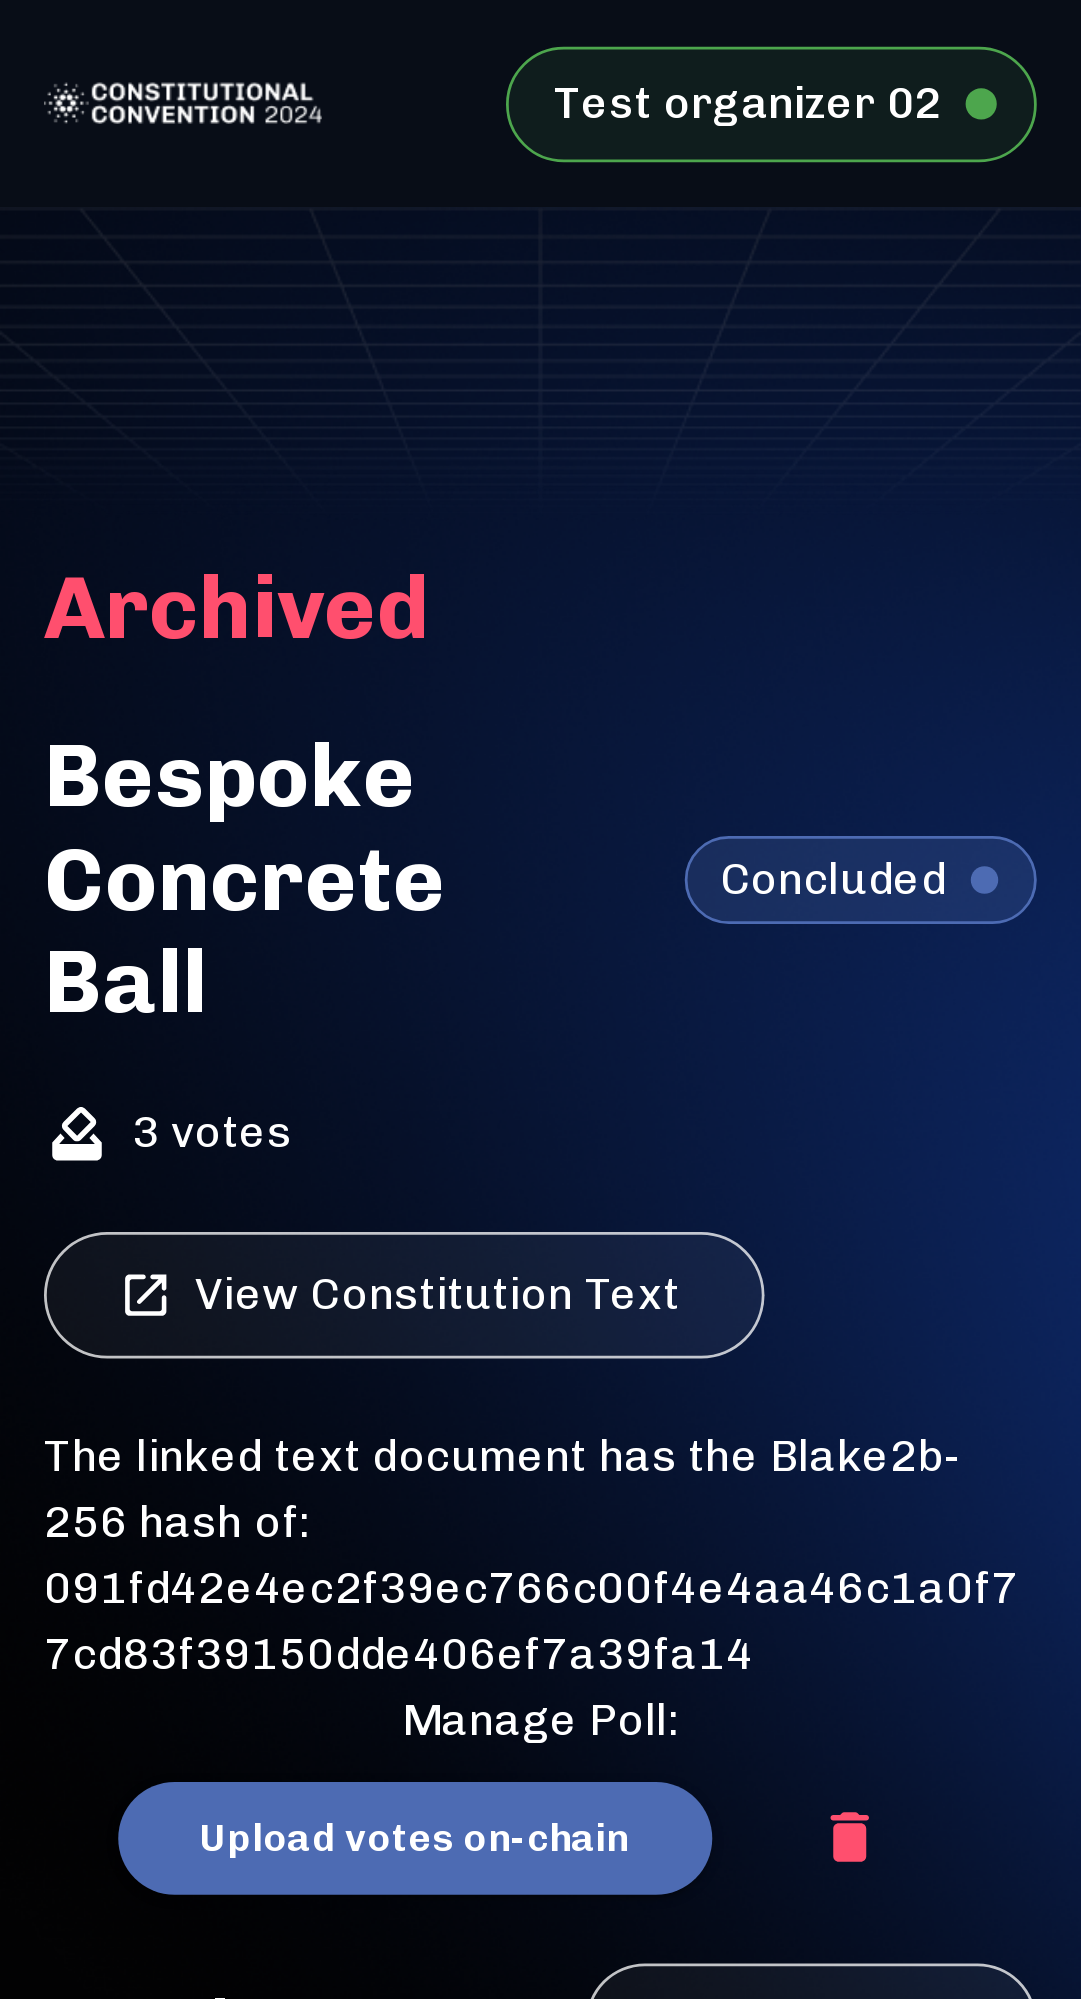 CONSTITUTIONAL
CONVENTION 2024
Test organizer 02
Archived
Bespoke
Concrete
Ball
Concluded
3 votes
View Constitution Text
The linked text document has the Blake2b-
256 hash of:
091fd42e4ec2f39ec766c00f4e4aa46c1a0f7
7cd83f39150dde406ef7a39fa14
Manage Poll:
Upload votes on-chain